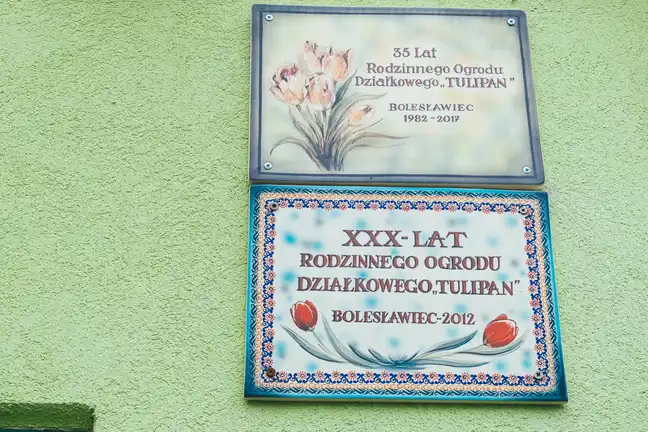 35 Lat
Rodzinnego Ogrodu
Działkowego „TULIPAN”
BOLESŁAWIEC
1982-2017
XXX-LAT
RODZINNEGO OGRODU
DZIAŁKOWEGO „TULIPAN”
BOLESŁAWIEC-2012